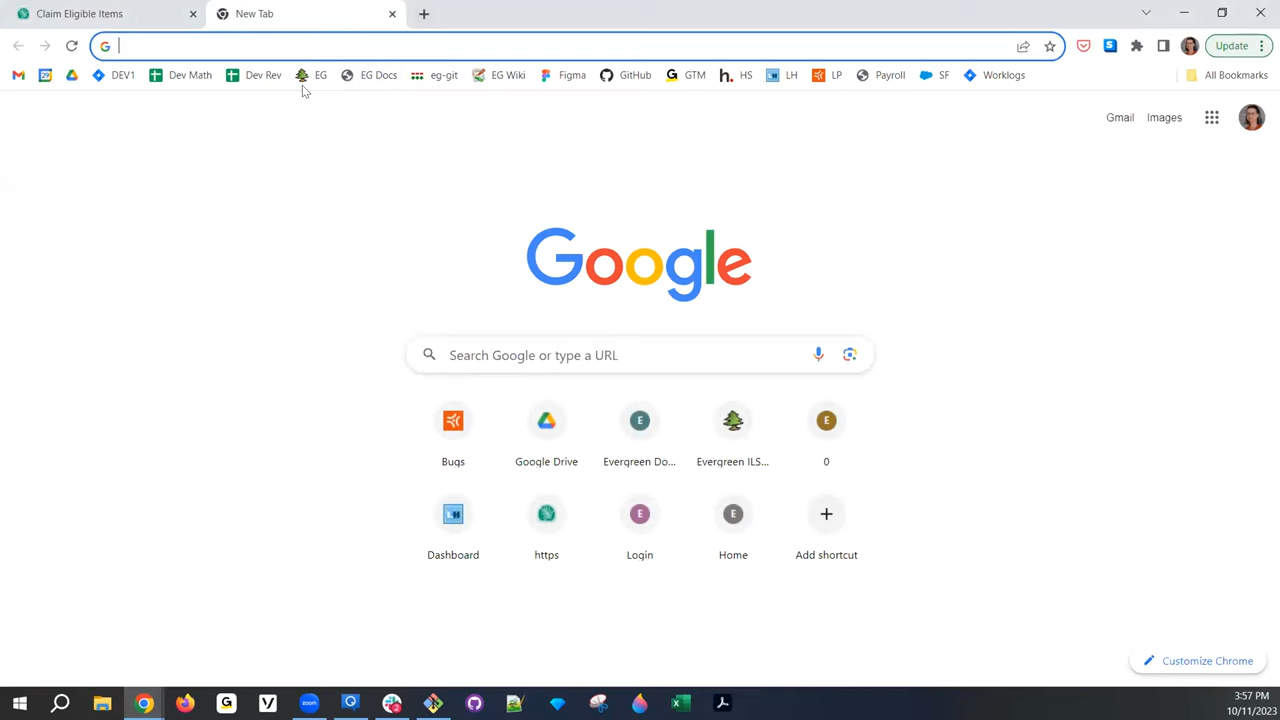 Claim Eligible Items
New Tab
Update
DEV1 Dev Math Dev Rev EG EG Docs eg-git EG Wiki Figma GitHub GTM HS LH LP Payroll SF Worklogs All Bookmarks
Gmail Images
Google
Search Google or type a URL
E E
Bugs Google Drive Evergreen Do... Evergreen ILS... 0
LH E E
Dashboard https Login Home Add shortcut
Customize Chrome
zoom
3:57 PM
10/11/2023